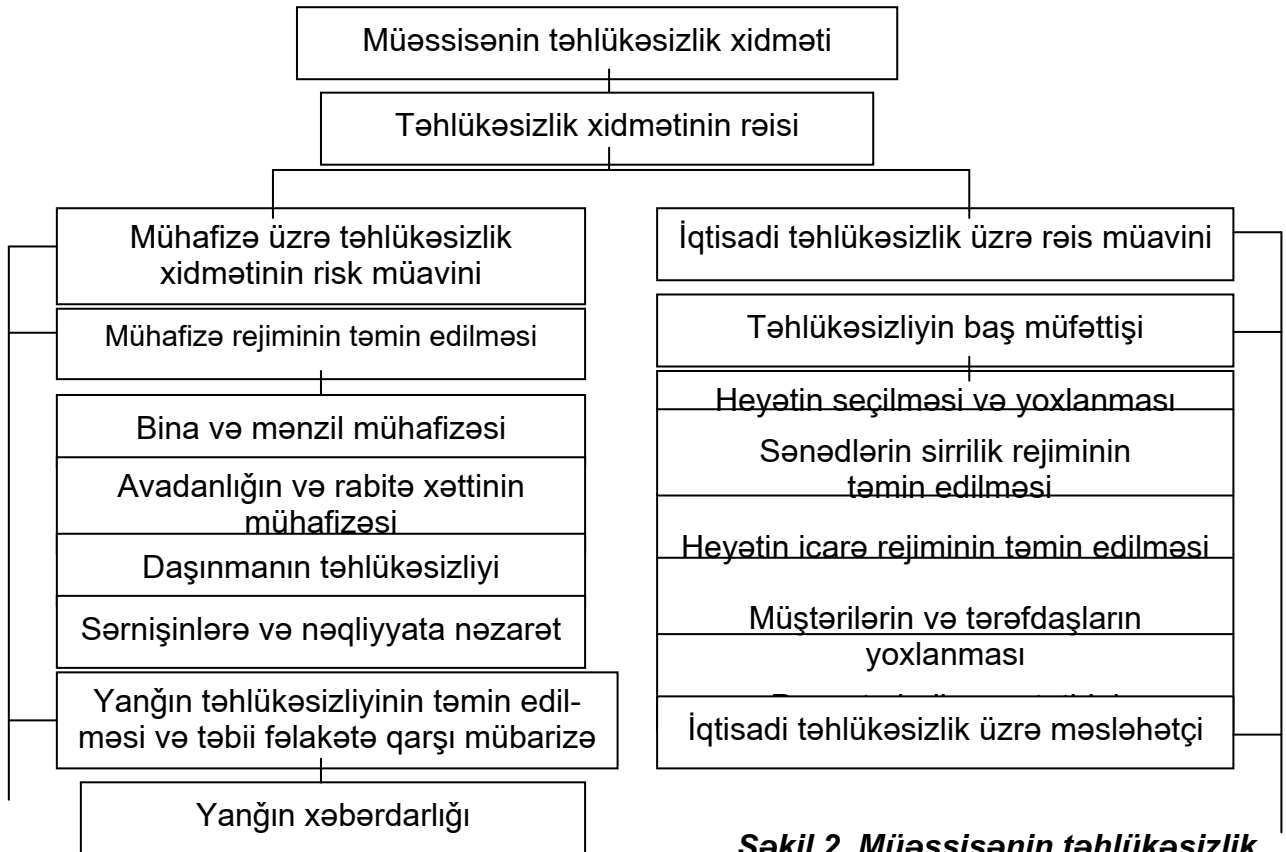 Müəssisənin təhlükəsizlik xidməti
Təhlükəsizlik xidmətinin rəisi
Mühafizə üzrə təhlükəsizlik
xidmətinin risk müavini
Mühafizə rejiminin təmin edilməsi
Bina və mənzil mühafizəsi
Avadanlığın və rabitə xəttinin
mühafizəsi
Daşınmanın təhlükəsizliyi
Sərnişinlərə və nəqliyyata nəzarət
Yanğın təhlükəsizliyinin təmin edil-
məsi və təbii fəlakətə qarşı mübarizə
Yanğın xəbərdarlığı
İqtisadi təhlükəsizlik üzrə rəis müavini
Təhlükəsizliyin baş müfəttişi
Heyətin seçilməsi və yoxlanması
Sənədlərin sirrilik rejiminin
təmin edilməsi
Heyətin icarə rejiminin təmin edilməsi
Müştərilərin və tərəfdaşların
yoxlanması
İqtisadi təhlükəsizlik üzrə məsləhətçi
Şəkil 2. Müəssisənin təhlükəsizlik